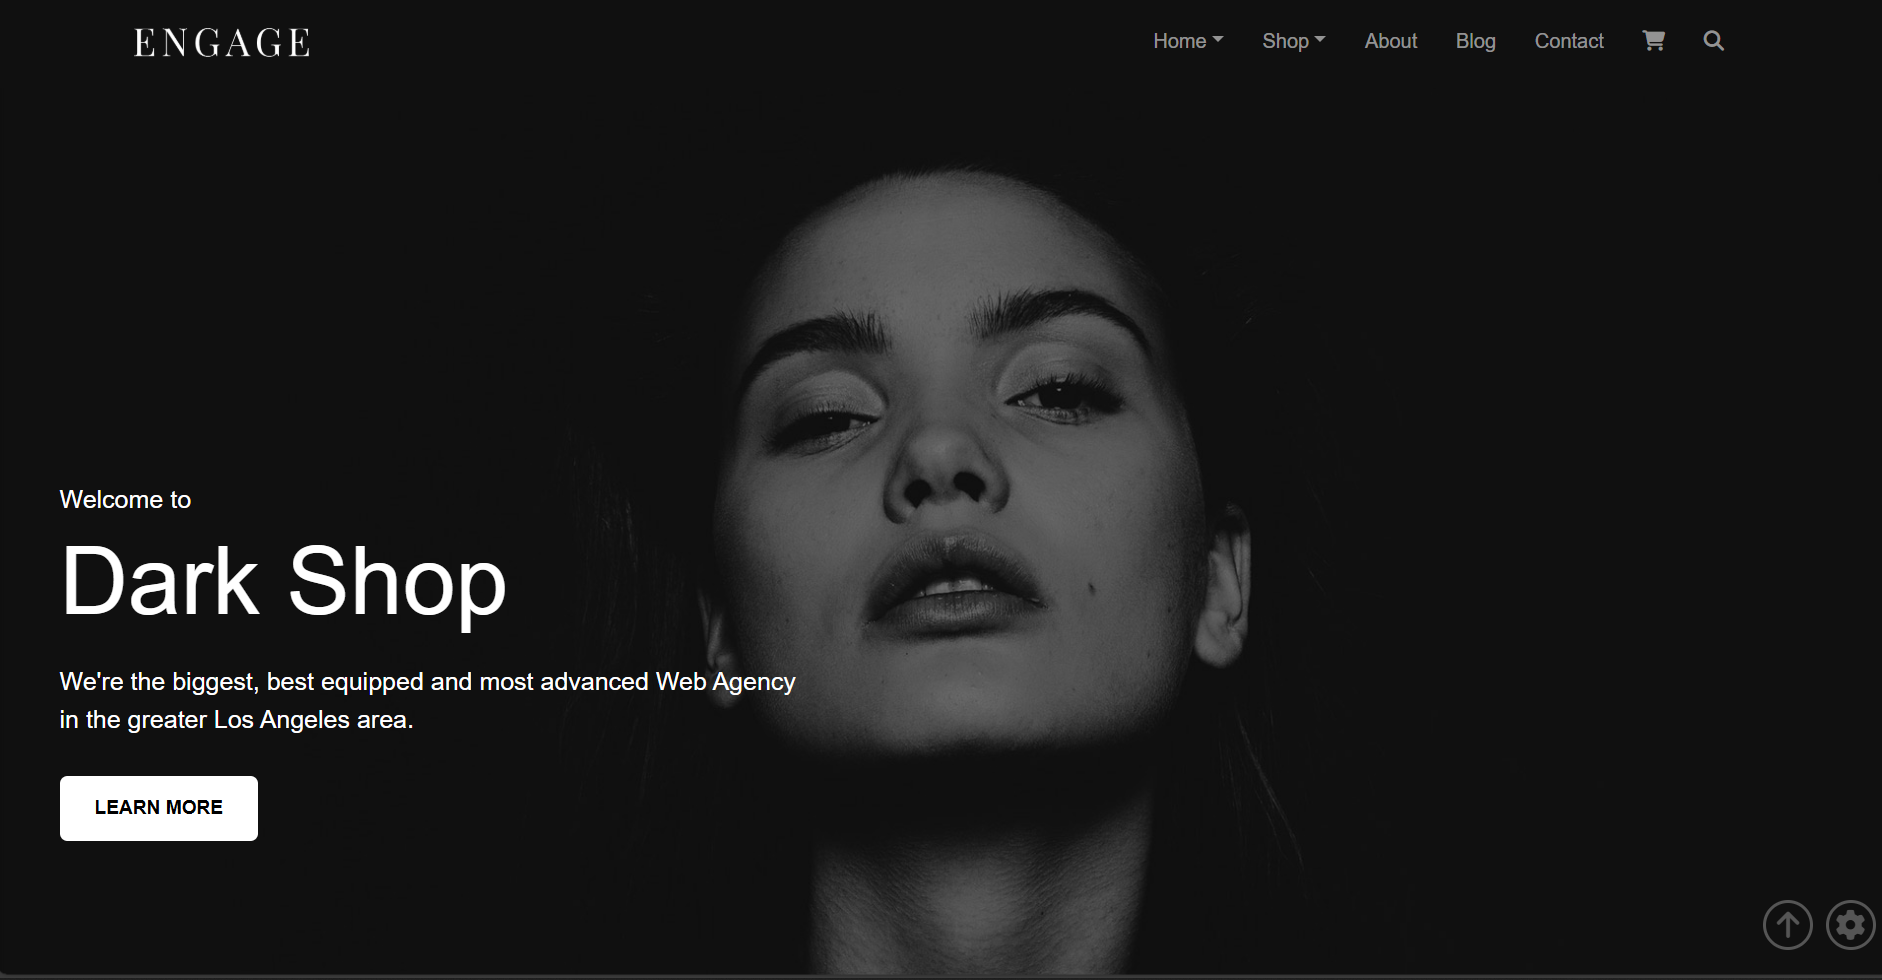 ENGAGE
Home Shop About Blog Contact
Welcome to
Dark Shop
We're the biggest, best equipped and most advanced Web Agency
in the greater Los Angeles area.
LEARN MORE